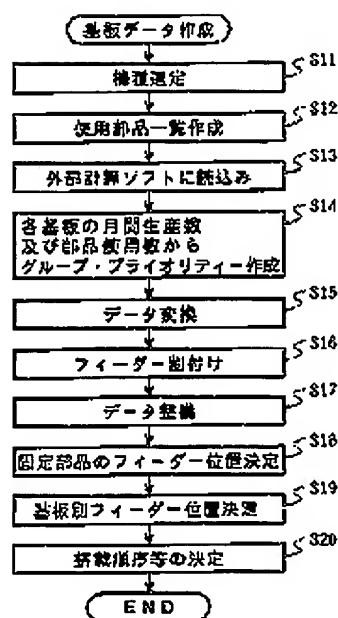 基板データ作成
S11
機種選定
S12
使用部品一覧作成
S13
外部計算ソフトに読込み
S14
各基板の月間生産数
及び部品使用数から
グループ・プライオリティー作成
S15
データ変換
S16
フィーダー割付け
S17
データ整備
S18
固定部品のフィーダー位置決定
S19
基板別フィーダー位置決定
S20
搭載順序等の決定
END